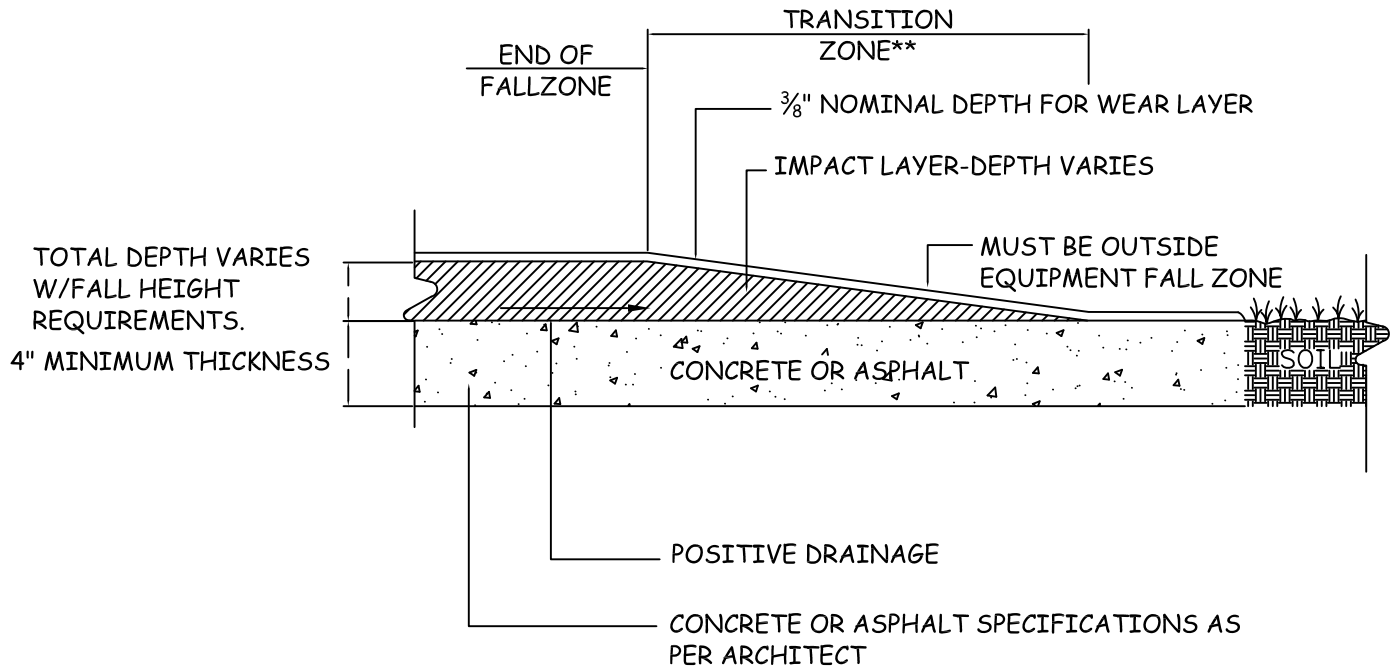 TRANSITION
ZONE**
END OF
FALLZONE
⅜" NOMINAL DEPTH FOR WEAR LAYER
IMPACT LAYER-DEPTH VARIES
MUST BE OUTSIDE
EQUIPMENT FALL ZONE
TOTAL DEPTH VARIES
W/FALL HEIGHT
REQUIREMENTS.
4" MINIMUM THICKNESS
CONCRETE OR ASPHALT
SOIL
POSITIVE DRAINAGE
CONCRETE OR ASPHALT SPECIFICATIONS AS
PER ARCHITECT